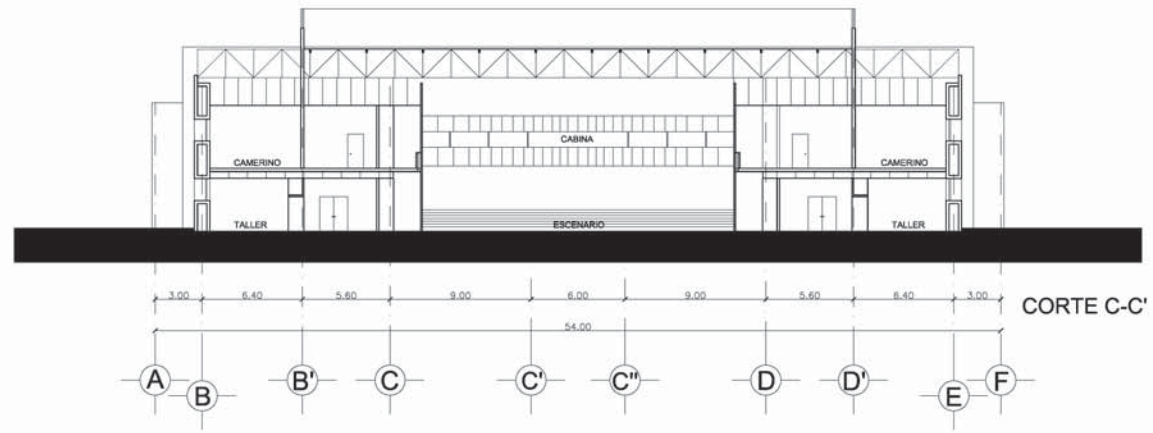 CABINA
CAMERINO CAMERINO
TALLER ESCENARIO TALLER
3.00 6.40 5.60 9.00 6.00 9.00 5.60 6.40 3.00
CORTE C-C'
54.00
A B B' C C' C'' D D' E F